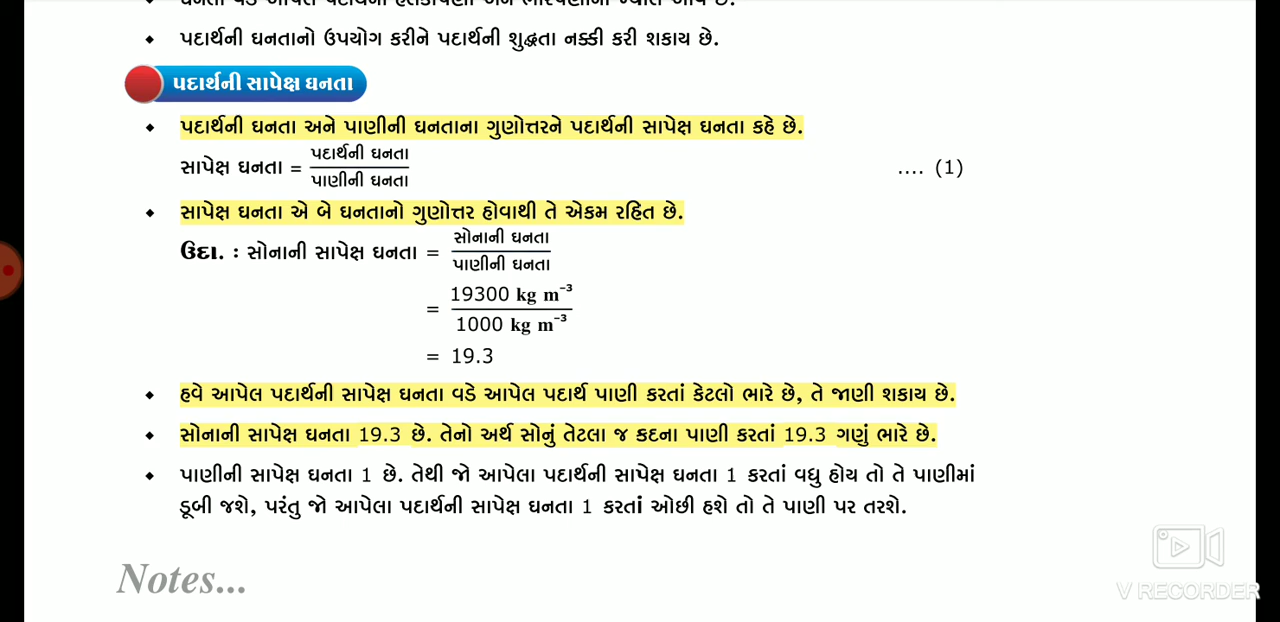 પદાર્થની ઘનતાનો ઉપયોગ કરીને પદાર્થની શુદ્ધતા નક્કી કરી શકાય છે.
પદાર્થની સાપેક્ષ ઘનતા
પદાર્થની ઘનતા અને પાણીની ઘનતાના ગુણોત્તરને પદાર્થની સાપેક્ષ ઘનતા કહે છે.
સાપેક્ષ ઘનતા = પદાર્થની ઘનતા / પાણીની ઘનતા .... (1)
સાપેક્ષ ઘનતા એ બે ઘનતાનો ગુણોત્તર હોવાથી તે એકમ રહિત છે.
ઉદા. : સોનાની સાપેક્ષ ઘનતા = સોનાની ઘનતા / પાણીની ઘનતા
= 19300 kg m⁻³ / 1000 kg m⁻³
= 19.3
હવે આપેલ પદાર્થની સાપેક્ષ ઘનતા વડે આપેલ પદાર્થ પાણી કરતાં કેટલો ભારે છે, તે જાણી શકાય છે.
સોનાની સાપેક્ષ ઘનતા 19.3 છે. તેનો અર્થ સોનું તેટલા જ કદના પાણી કરતાં 19.3 ગણું ભારે છે.
પાણીની સાપેક્ષ ઘનતા 1 છે. તેથી જો આપેલા પદાર્થની સાપેક્ષ ઘનતા 1 કરતાં વધુ હોય તો તે પાણીમાં
ડૂબી જશે, પરંતુ જો આપેલા પદાર્થની સાપેક્ષ ઘનતા 1 કરતાં ઓછી હશે તો તે પાણી પર તરશે.
Notes...
V RECORDER